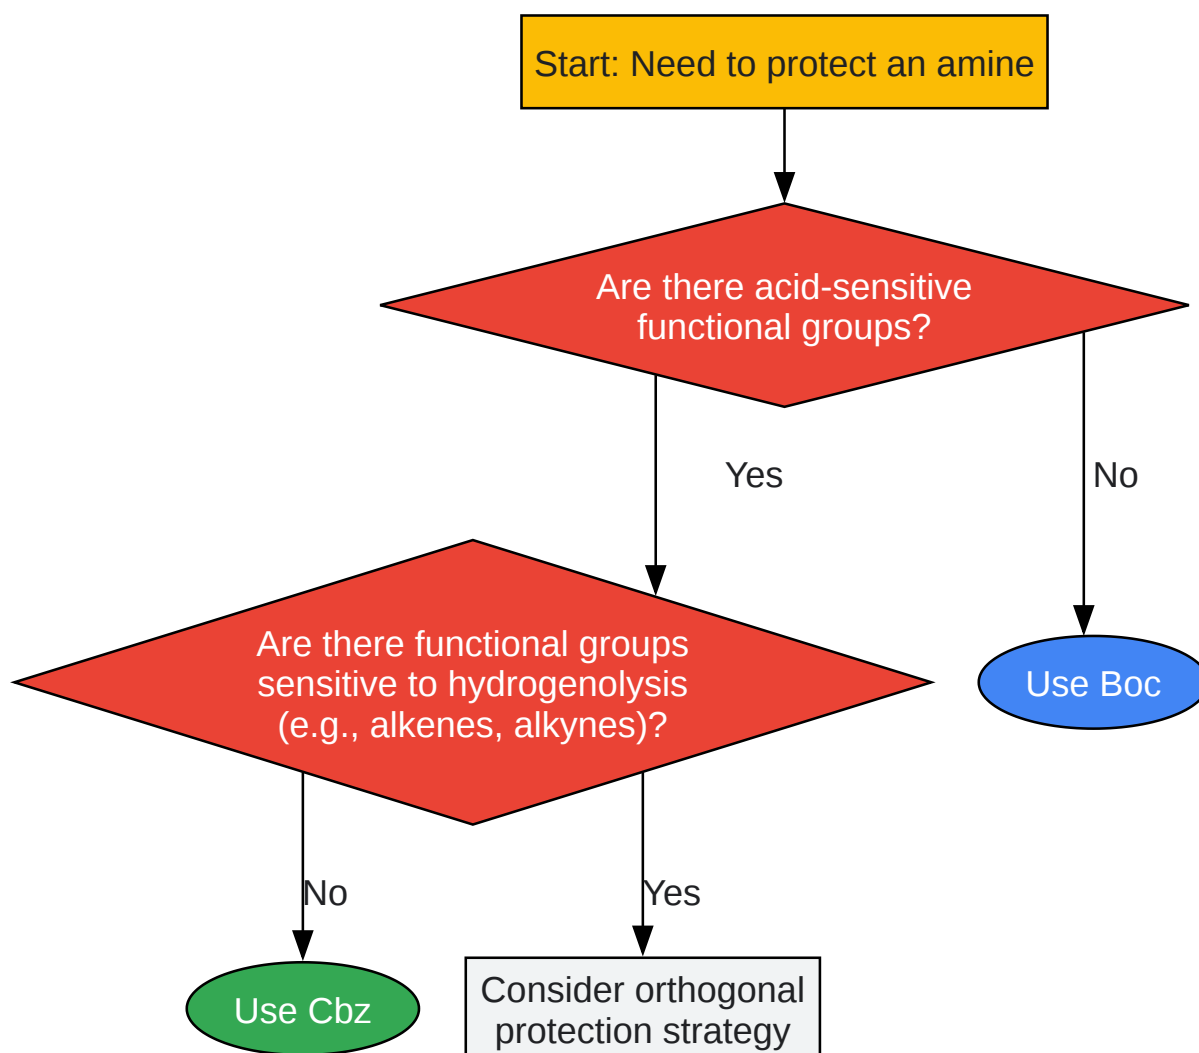 Start: Need to protect an amine
Are there acid-sensitive
functional groups?
Yes
No
Are there functional groups
sensitive to hydrogenolysis
(e.g., alkenes, alkynes)?
Use Boc
No
Yes
Use Cbz
Consider orthogonal
protection strategy